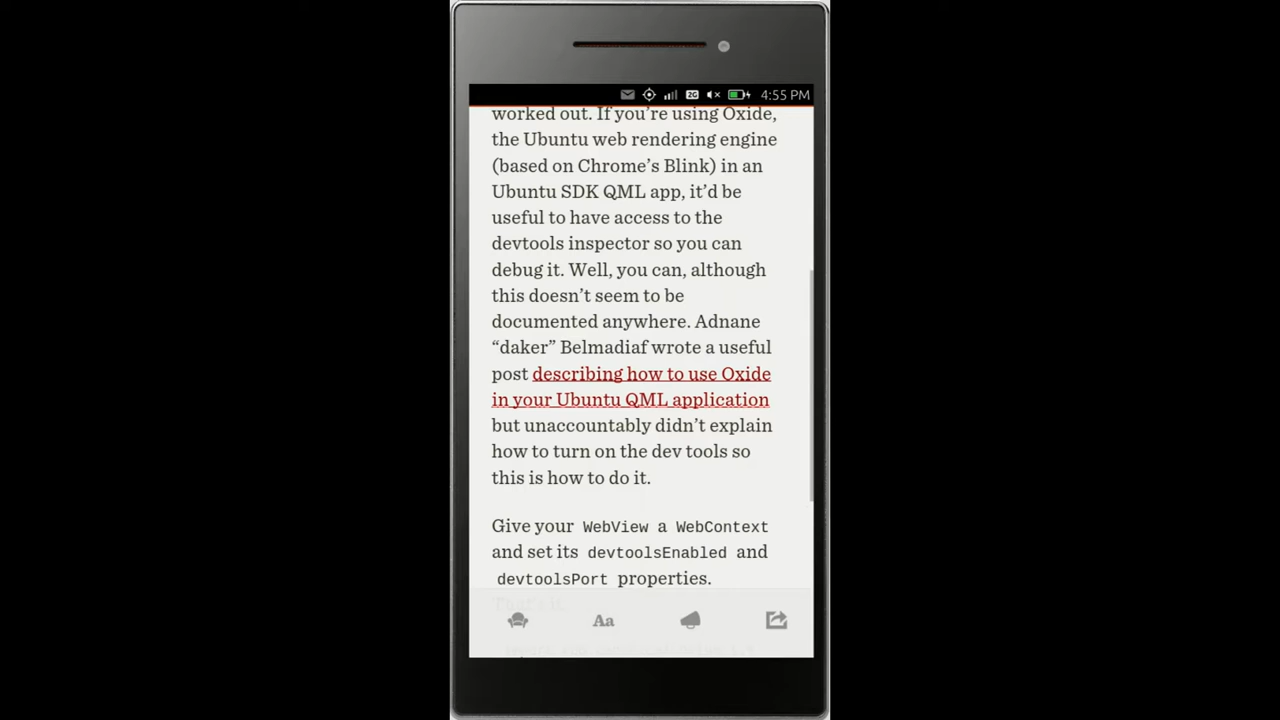 2G 4:55 PM
worked out. If you’re using Oxide,
the Ubuntu web rendering engine
(based on Chrome’s Blink) in an
Ubuntu SDK QML app, it’d be
useful to have access to the
devtools inspector so you can
debug it. Well, you can, although
this doesn’t seem to be
documented anywhere. Adnane
“daker” Belmadiaf wrote a useful
post describing how to use Oxide
in your Ubuntu QML application
but unaccountably didn’t explain
how to turn on the dev tools so
this is how to do it.
Give your WebView a WebContext
and set its devtoolsEnabled and
devtoolsPort properties.
That’s it
Aa